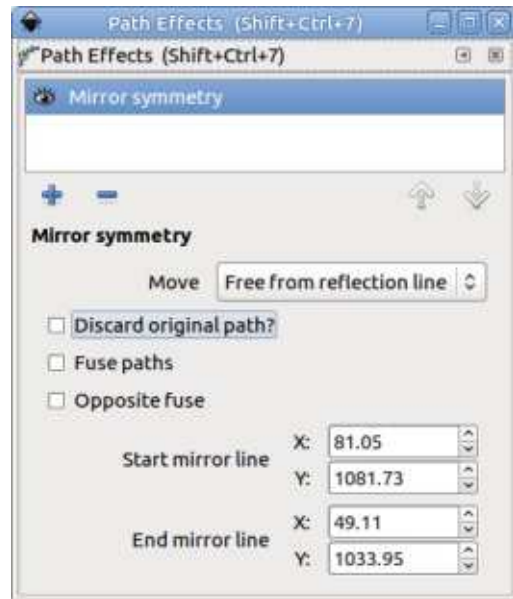 Path Effects (Shift+Ctrl+7)
Path Effects (Shift+Ctrl+7)
Mirror symmetry
Mirror symmetry
Move Free from reflection line
Discard original path?
Fuse paths
Opposite fuse
Start mirror line
X: 81.05
Y: 1081.73
End mirror line
X: 49.11
Y: 1033.95